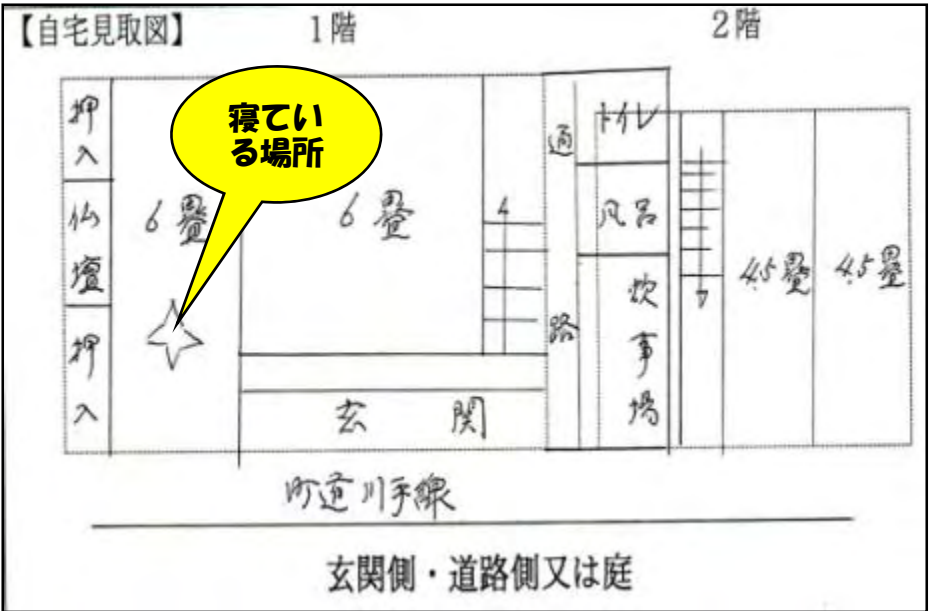 【自宅見取図】
1階
2階
寝てい
る場所
押入
仏壇
押入
6畳
6畳
通路
トイレ
風呂
炊事場
4.5畳
4.5畳
玄関
町道川手線
玄関側・道路側又は庭